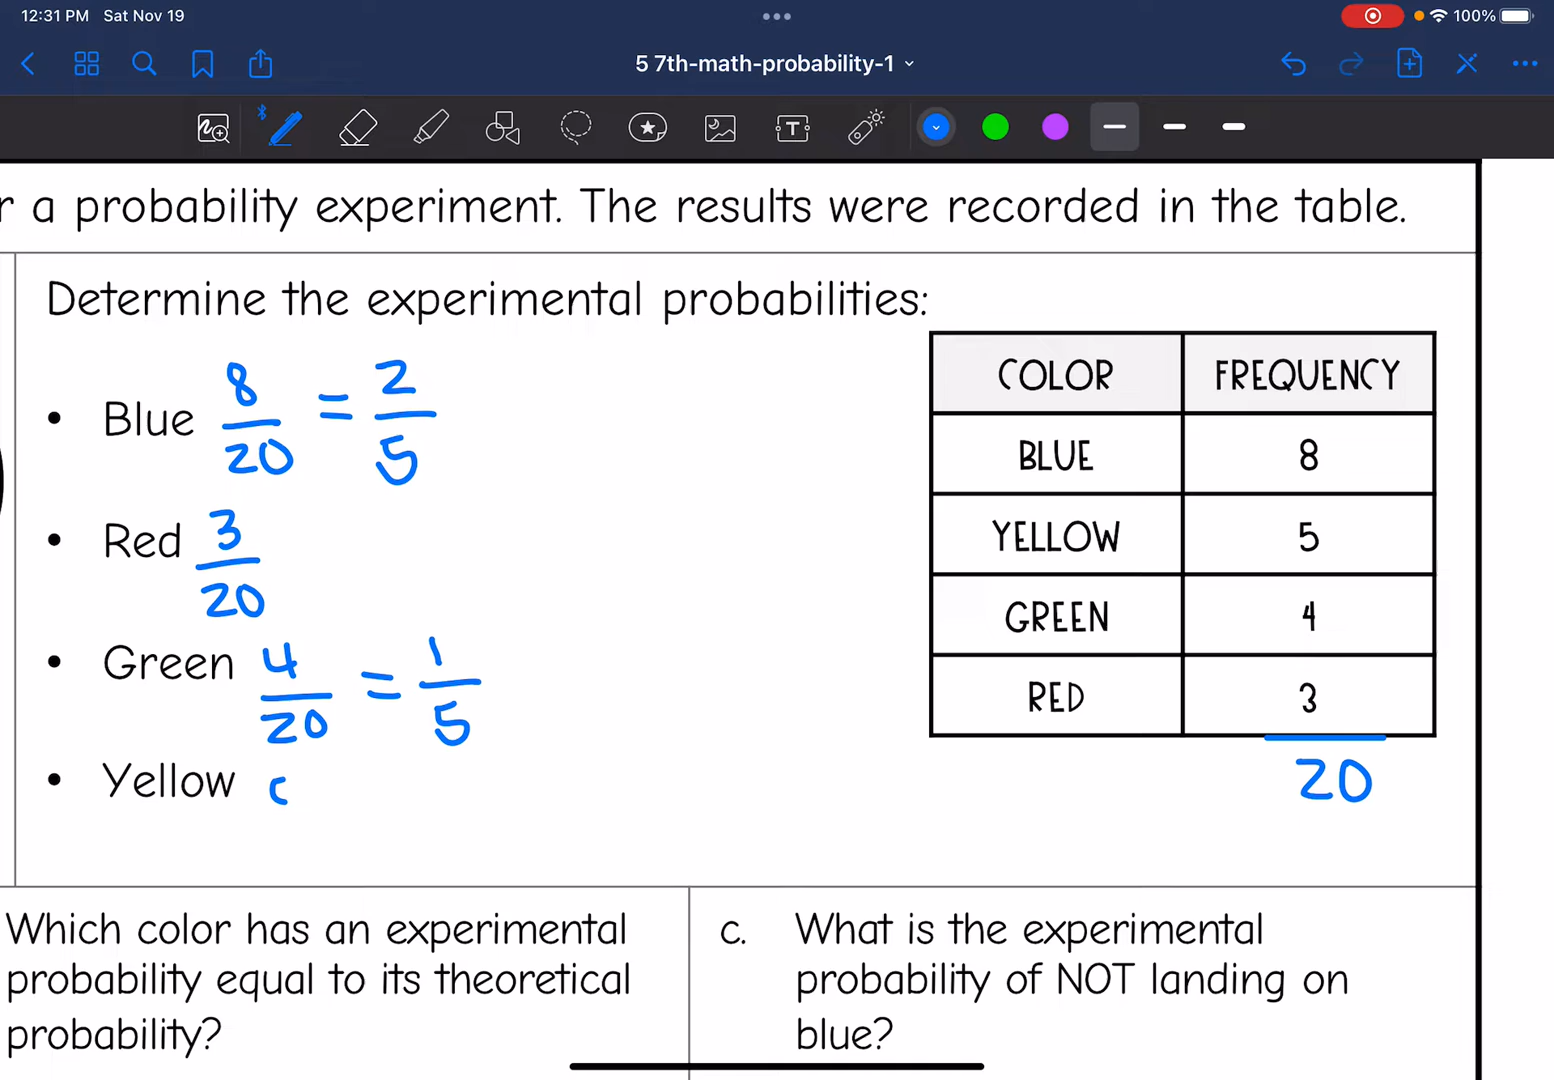 12:31 PM Sat Nov 19
100%
5 7th-math-probability-1
T
r a probability experiment. The results were recorded in the table.
Determine the experimental probabilities:
• Blue 8/20 = 2/5
• Red 3/20
• Green 4/20 = 1/5
• Yellow
COLOR FREQUENCY
BLUE 8
YELLOW 5
GREEN 4
RED 3
20
Which color has an experimental
probability equal to its theoretical
probability?
c. What is the experimental
probability of NOT landing on
blue?